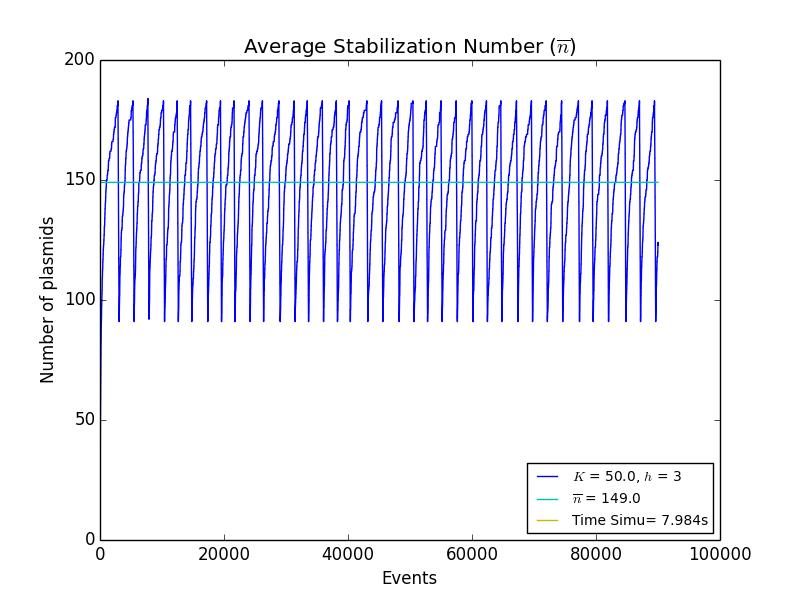 Average Stabilization Number (n̅)
200
150
100
50
0
Number of plasmids
0 20000 40000 60000 80000 100000
Events
K = 50.0, h = 3
n̅ = 149.0
Time Simu= 7.984s